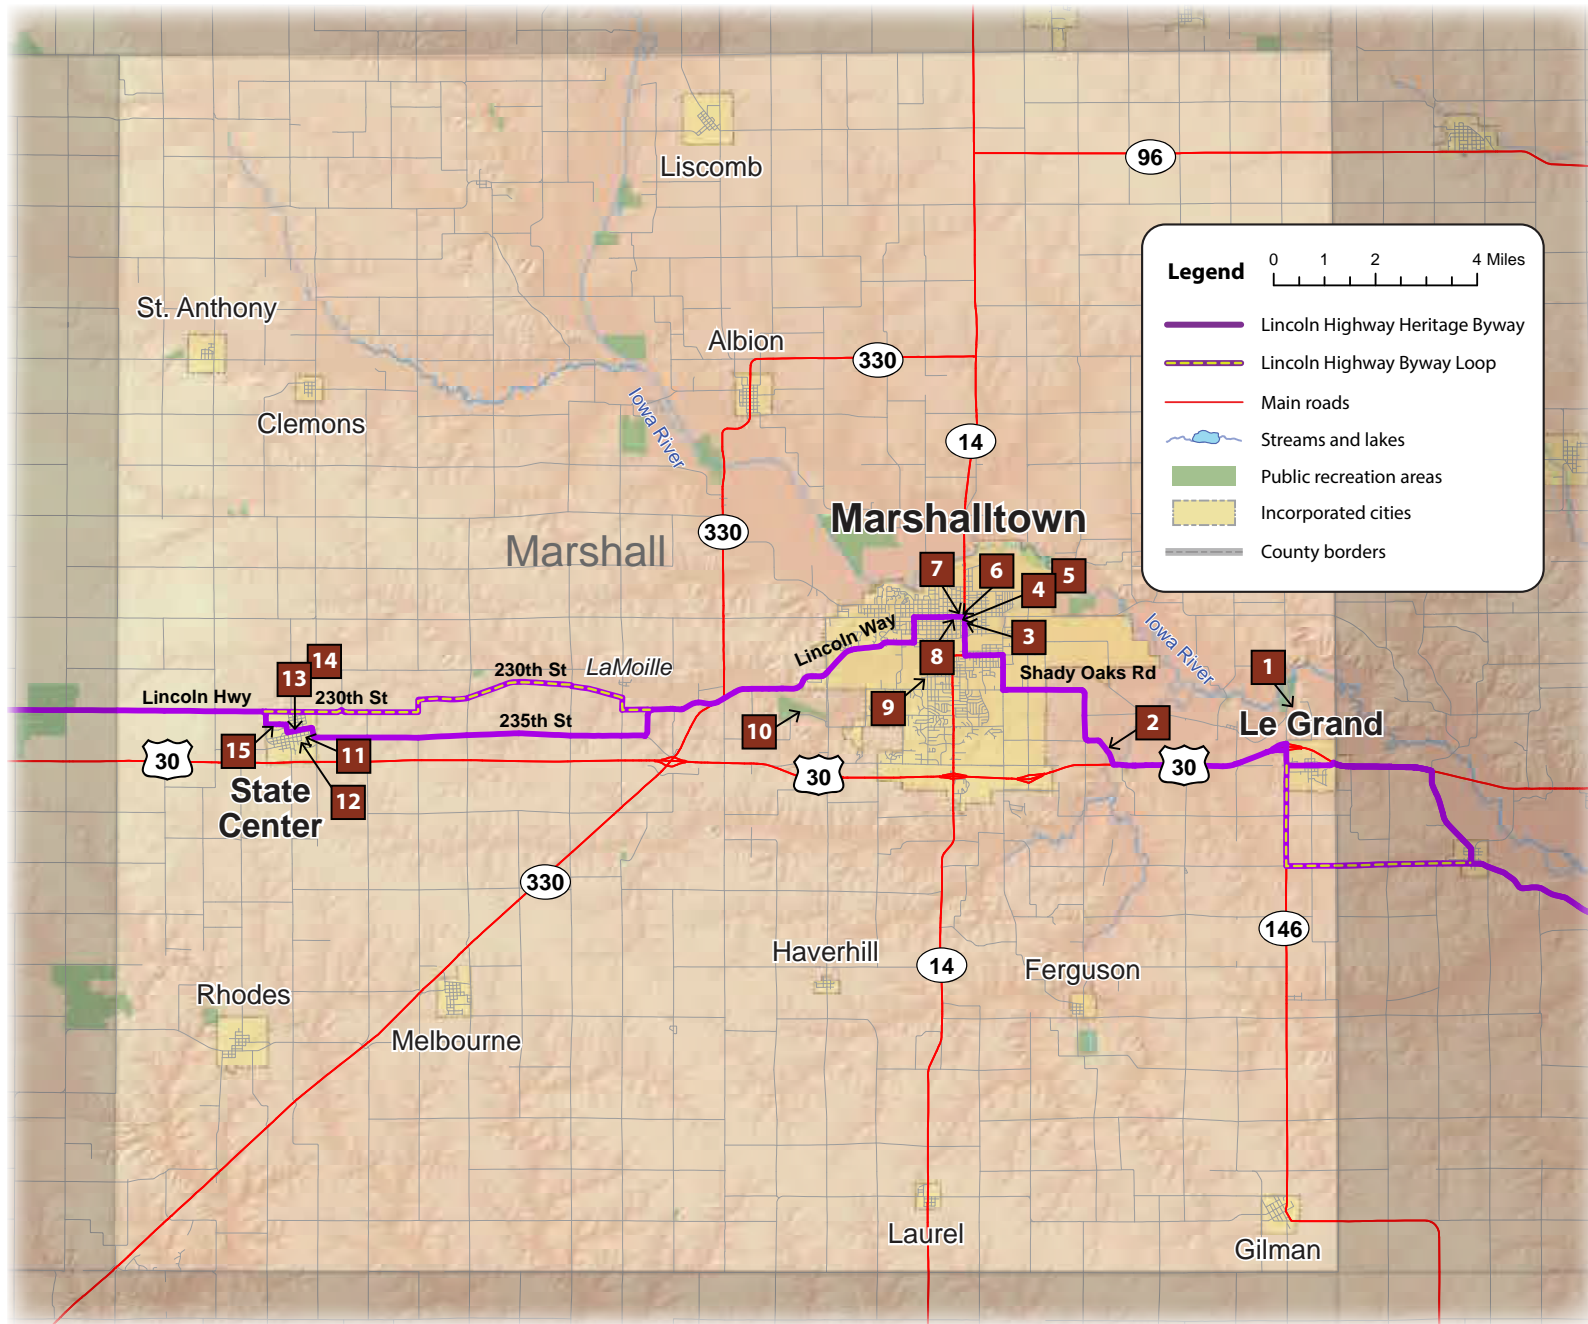 Liscomb
96
Legend
0 1 2 4 Miles
Lincoln Highway Heritage Byway
Lincoln Highway Byway Loop
Main roads
Streams and lakes
Public recreation areas
Incorporated cities
County borders
St. Anthony
Clemons
Albion
330
Iowa River
14
330
Marshall
Marshalltown
7
6
5
4
3
8
9
10
Lincoln Way
Shady Oaks Rd
Iowa River
1
2
Le Grand
14
13
Lincoln Hwy
230th St
230th St
LaMoille
235th St
15
11
12
30
State
Center
30
30
330
146
Haverhill
14
Ferguson
Rhodes
Melbourne
Laurel
Gilman